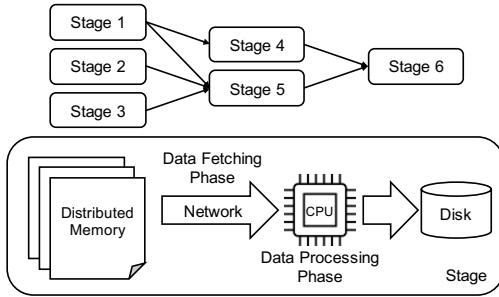 Stage 1
Stage 4
Stage 2
Stage 6
Stage 5
Stage 3
Data Fetching
Phase
Distributed
Memory
Network
CPU
Disk
Data Processing
Phase
Stage